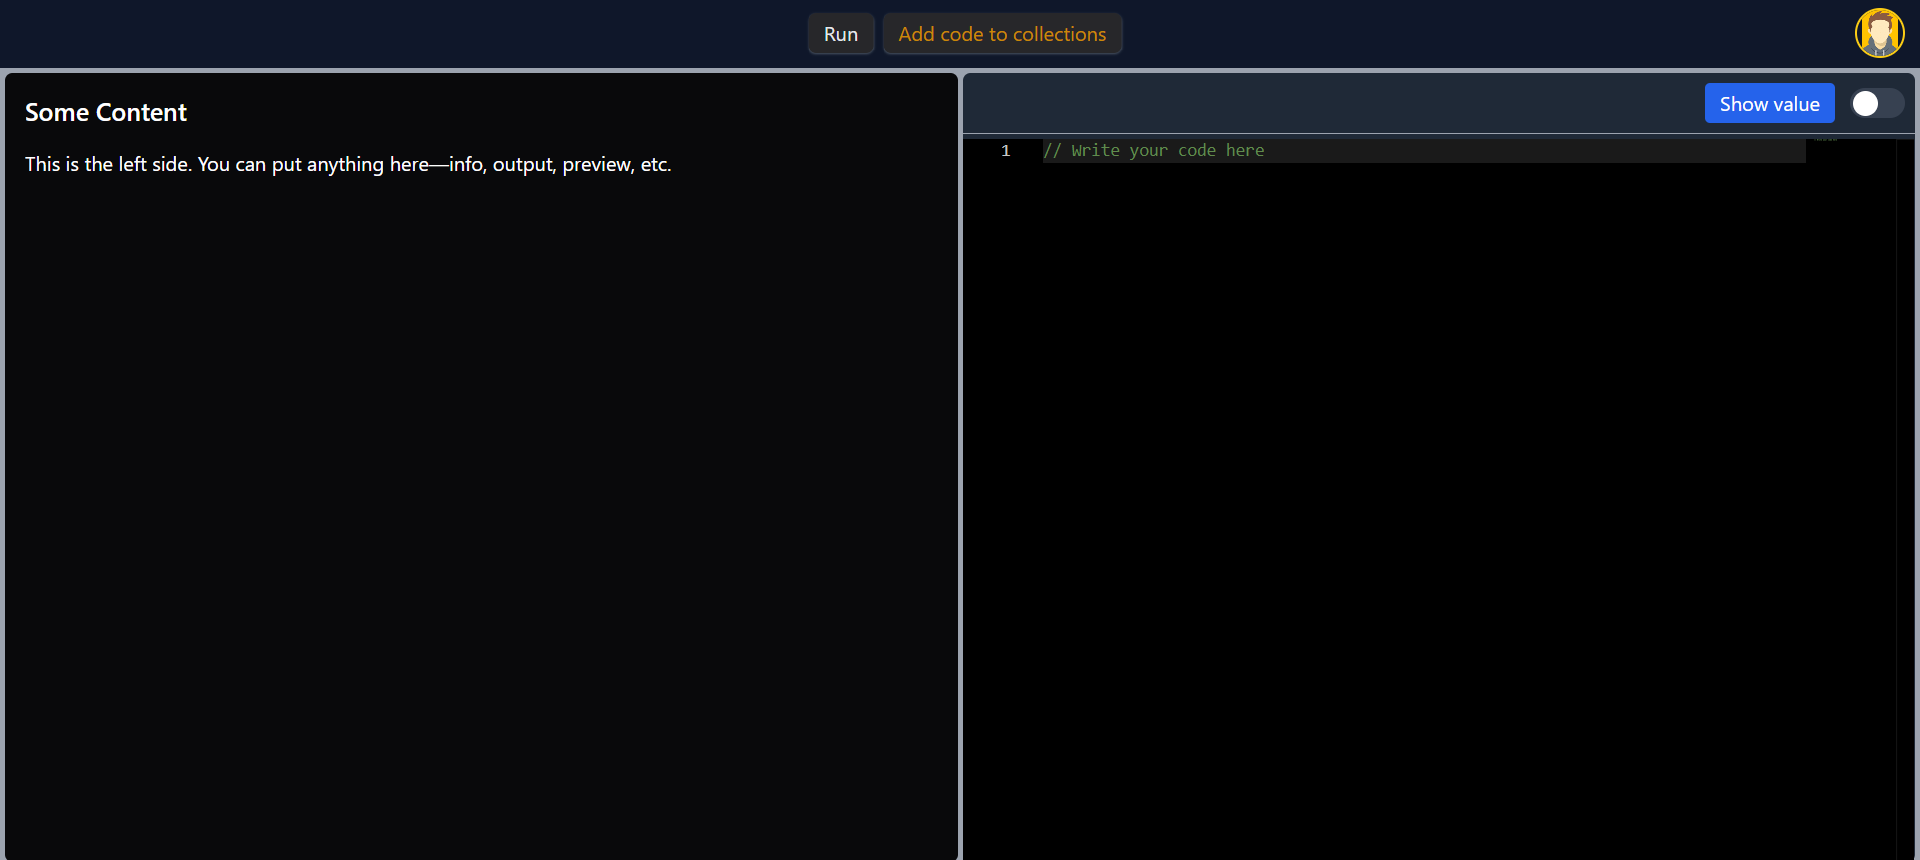 Run
Add code to collections
Some Content
This is the left side. You can put anything here—info, output, preview, etc.
Show value
1
// Write your code here